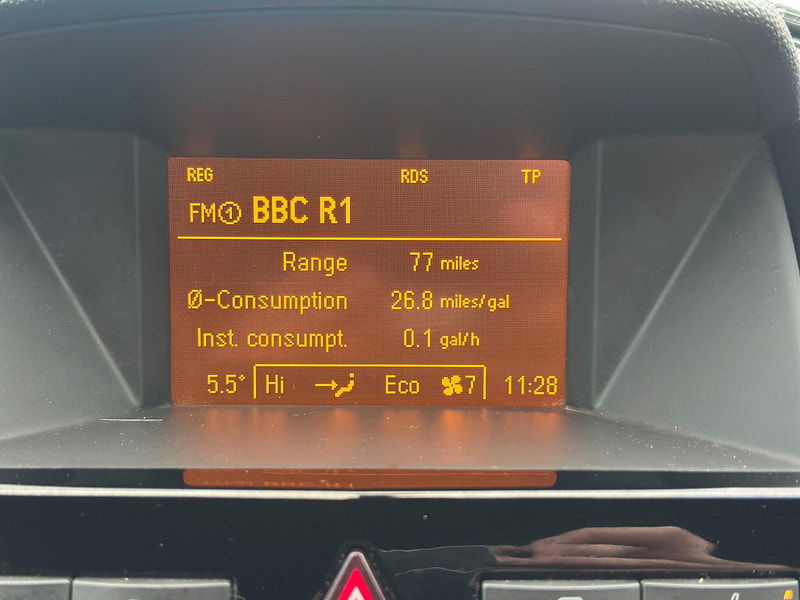 REG RDS TP
FM① BBC R1
Range 77 miles
Ø-Consumption 26.8 miles/gal
Inst. consumpt. 0.1 gal/h
5.5° Hi Eco 7 11:28